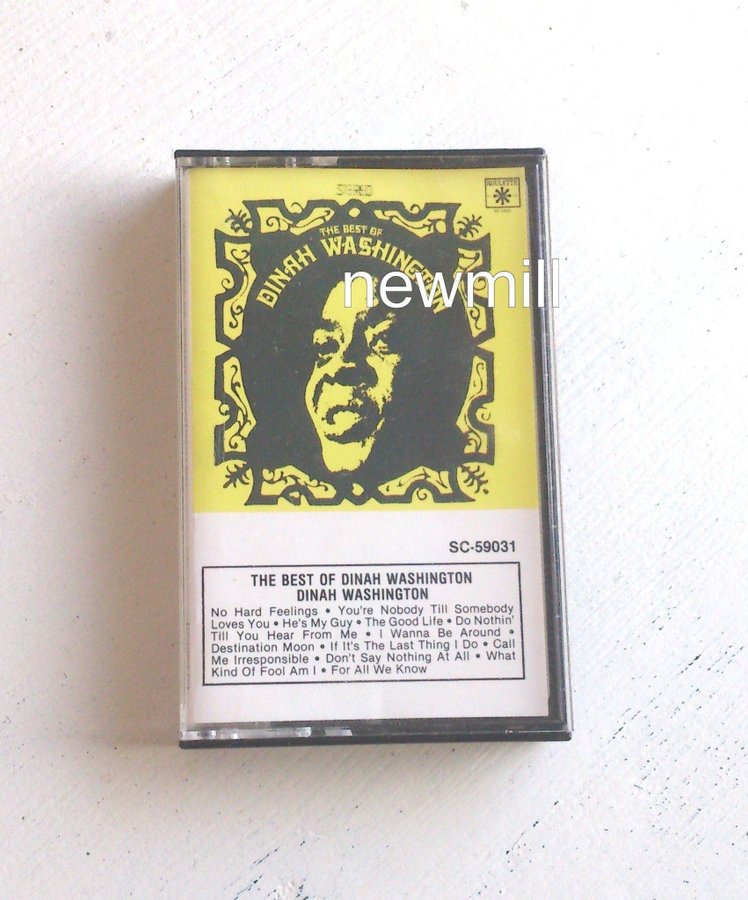 STEREO
ROULETTE
THE BEST OF
DINAH WASHINGTON
newmill
SC-59031
THE BEST OF DINAH WASHINGTON
DINAH WASHINGTON
No Hard Feelings • You're Nobody Till Somebody
Loves You • He's My Guy • The Good Life • Do Nothin'
Till You Hear From Me • I Wanna Be Around •
Destination Moon • If It's The Last Thing I Do • Call
Me Irresponsible • Don't Say Nothing At All • What
Kind Of Fool Am I • For All We Know